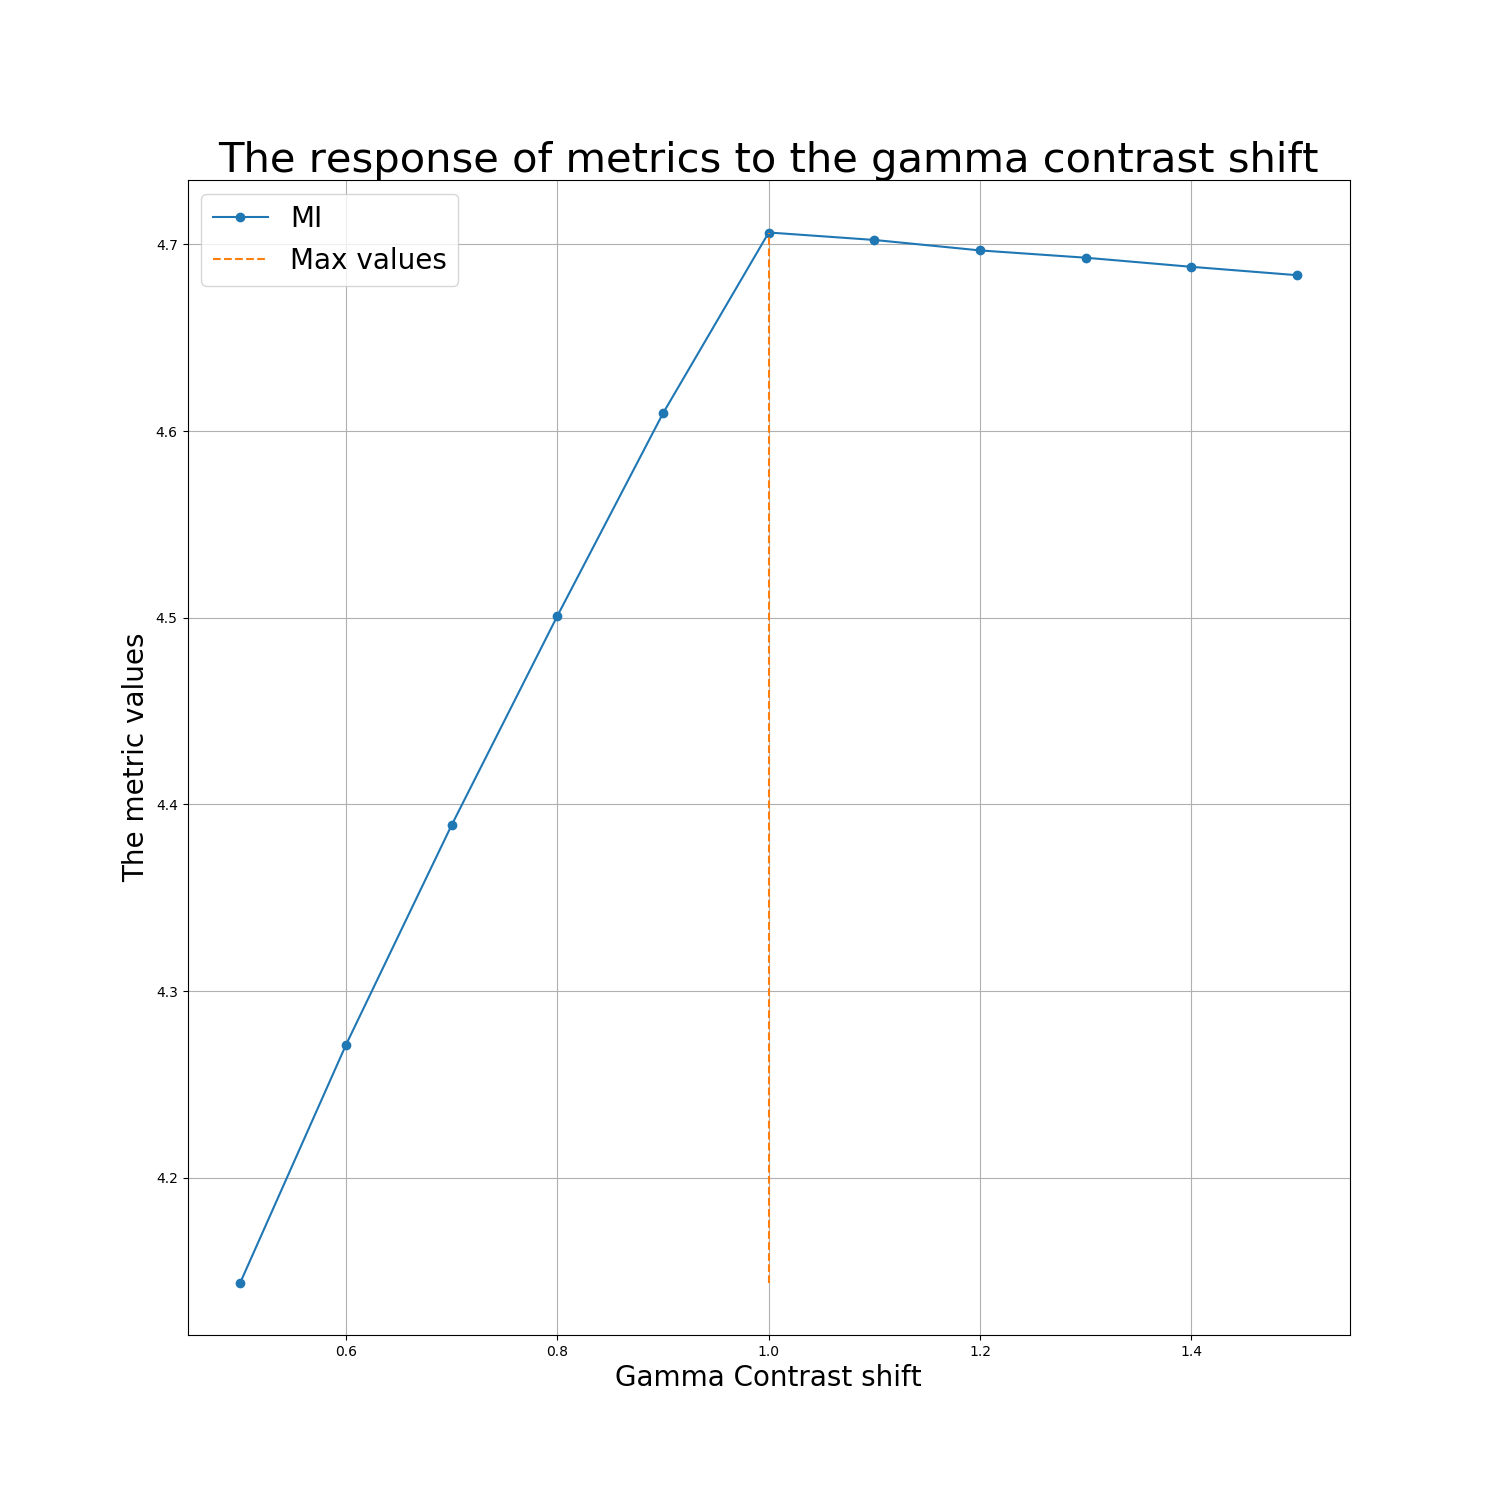 The response of metrics to the gamma contrast shift
MI
Max values
4.7
4.6
4.5
4.4
4.3
4.2
The metric values
0.6 0.8 1.0 1.2 1.4
Gamma Contrast shift